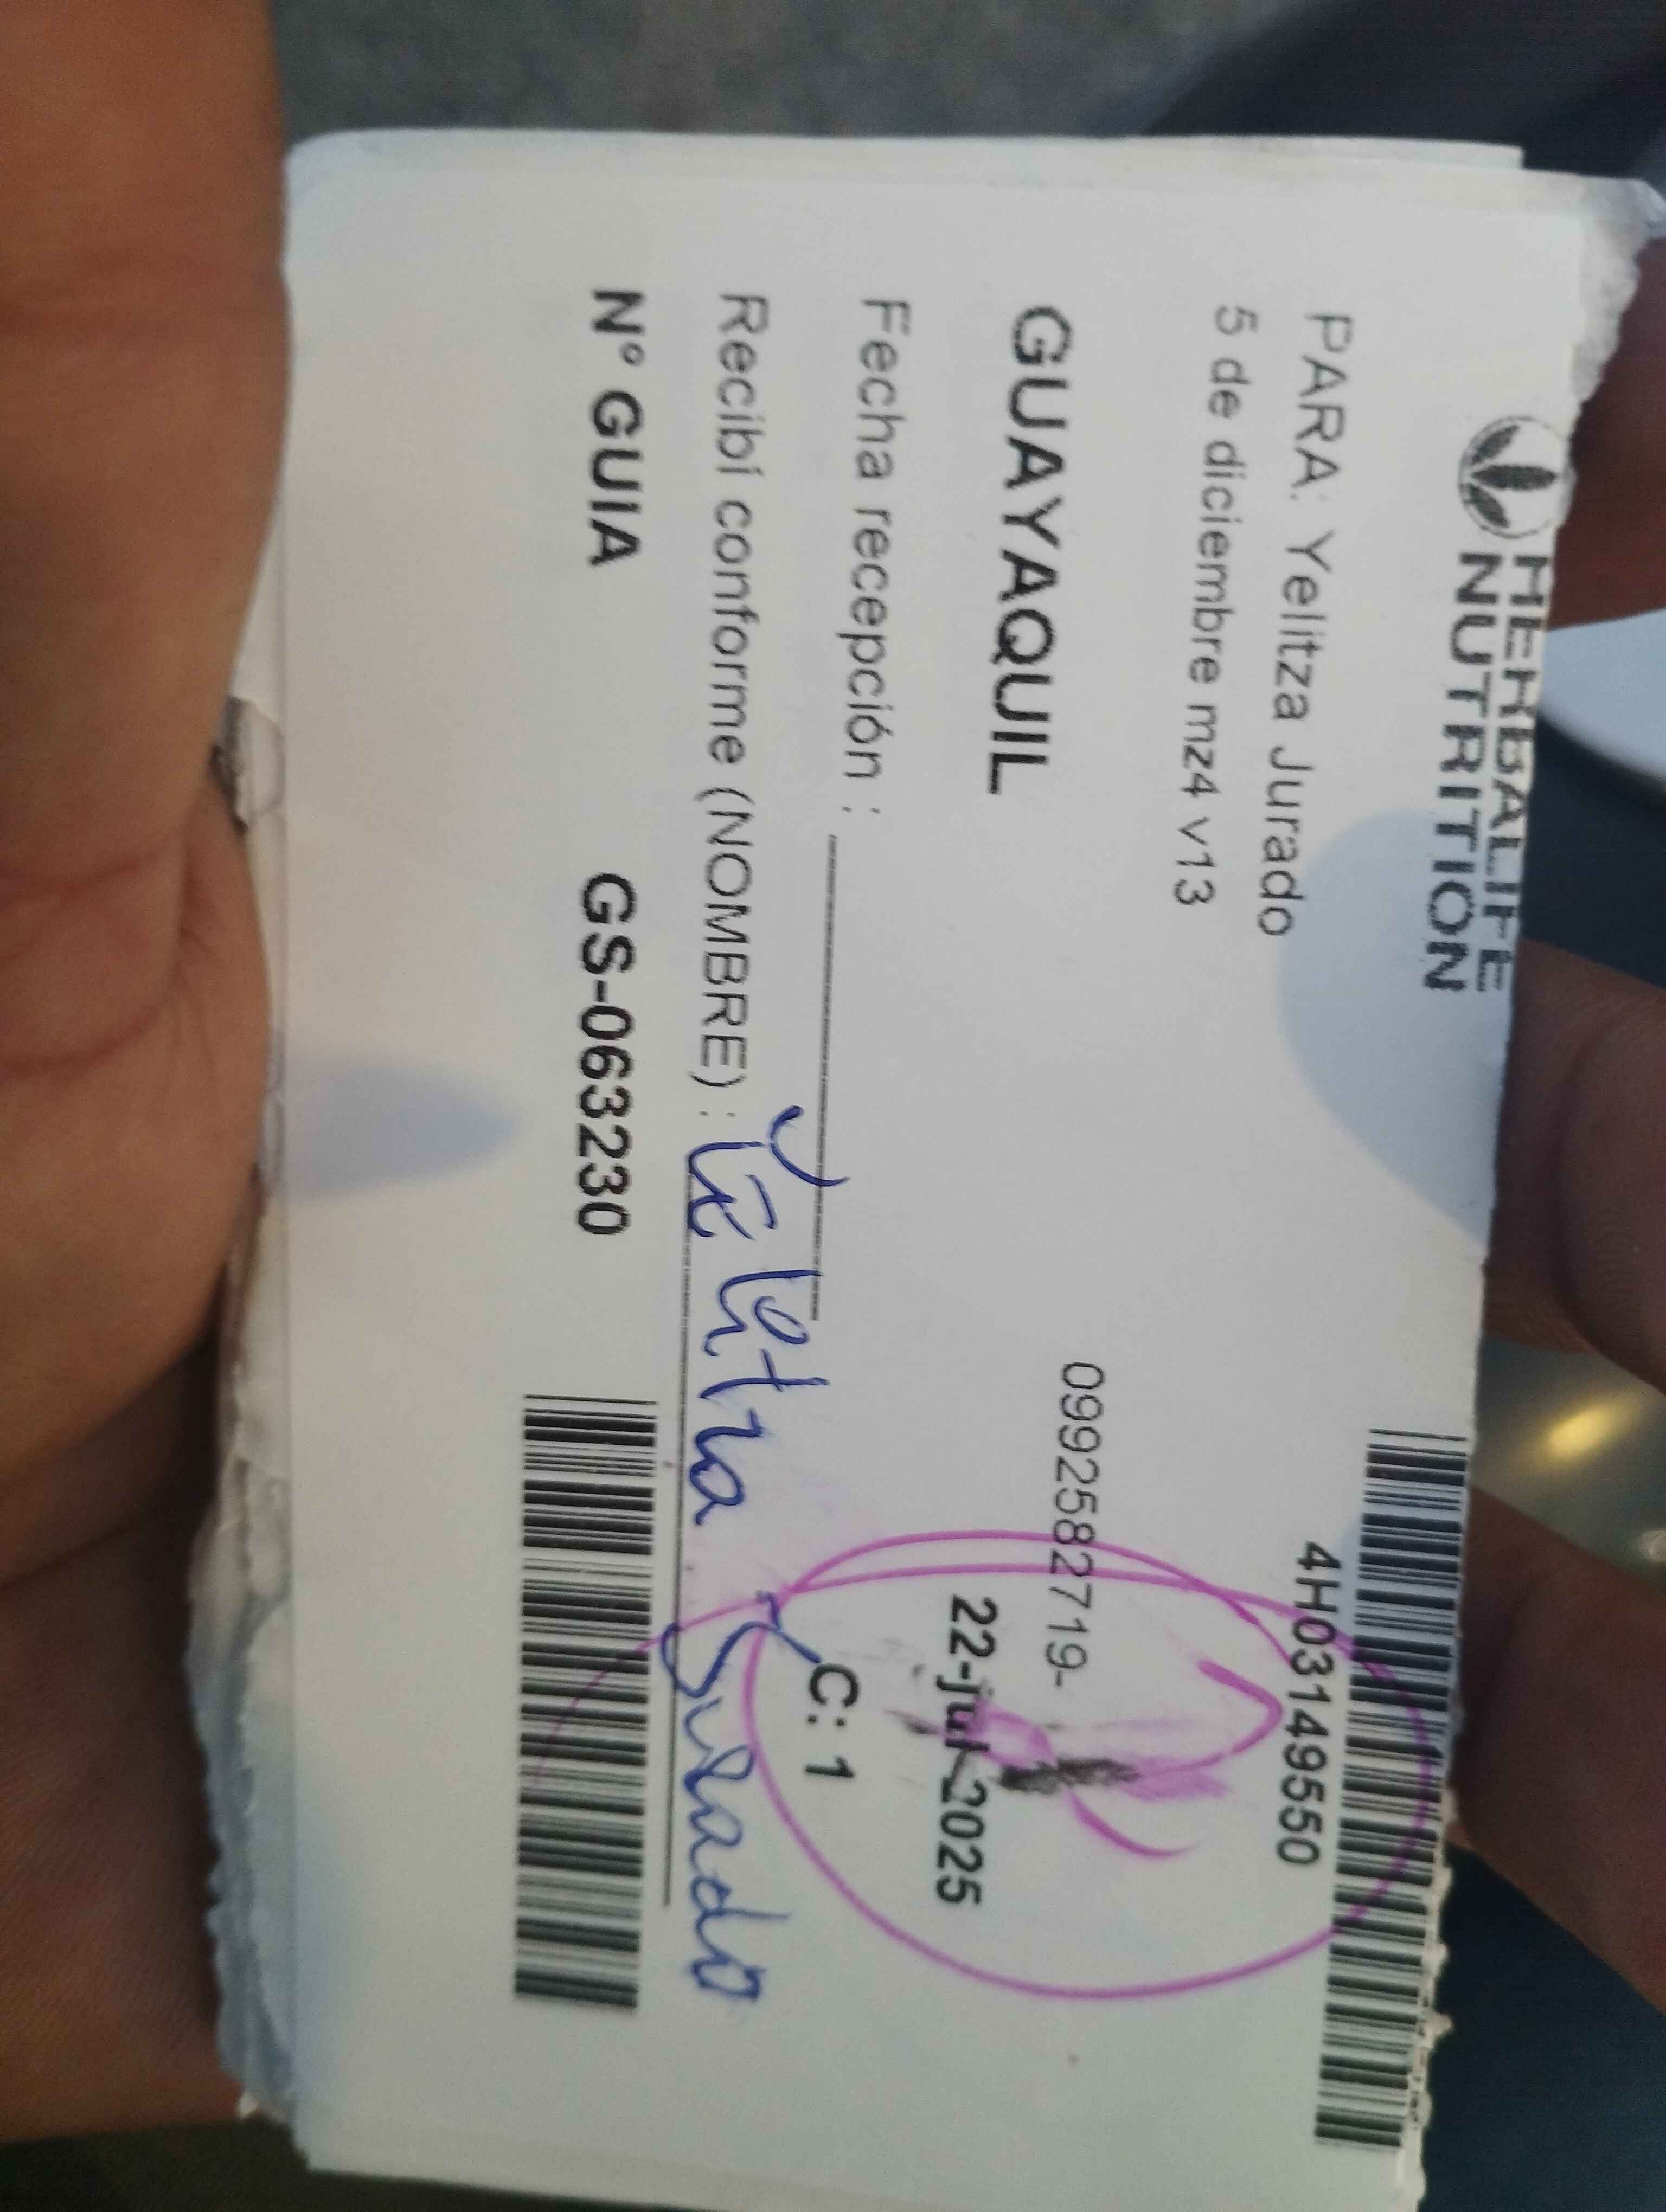 HERBALIFE
NUTRITION
4H03149550
PARA: Yelitza Jurado
5 de diciembre mz4 v13
0992582719-
GUAYAQUIL
22-jul-2025
Fecha recepción :
C: 1
Recibí conforme (NOMBRE) : Yelitza Jurado
N° GUIA GS-063230